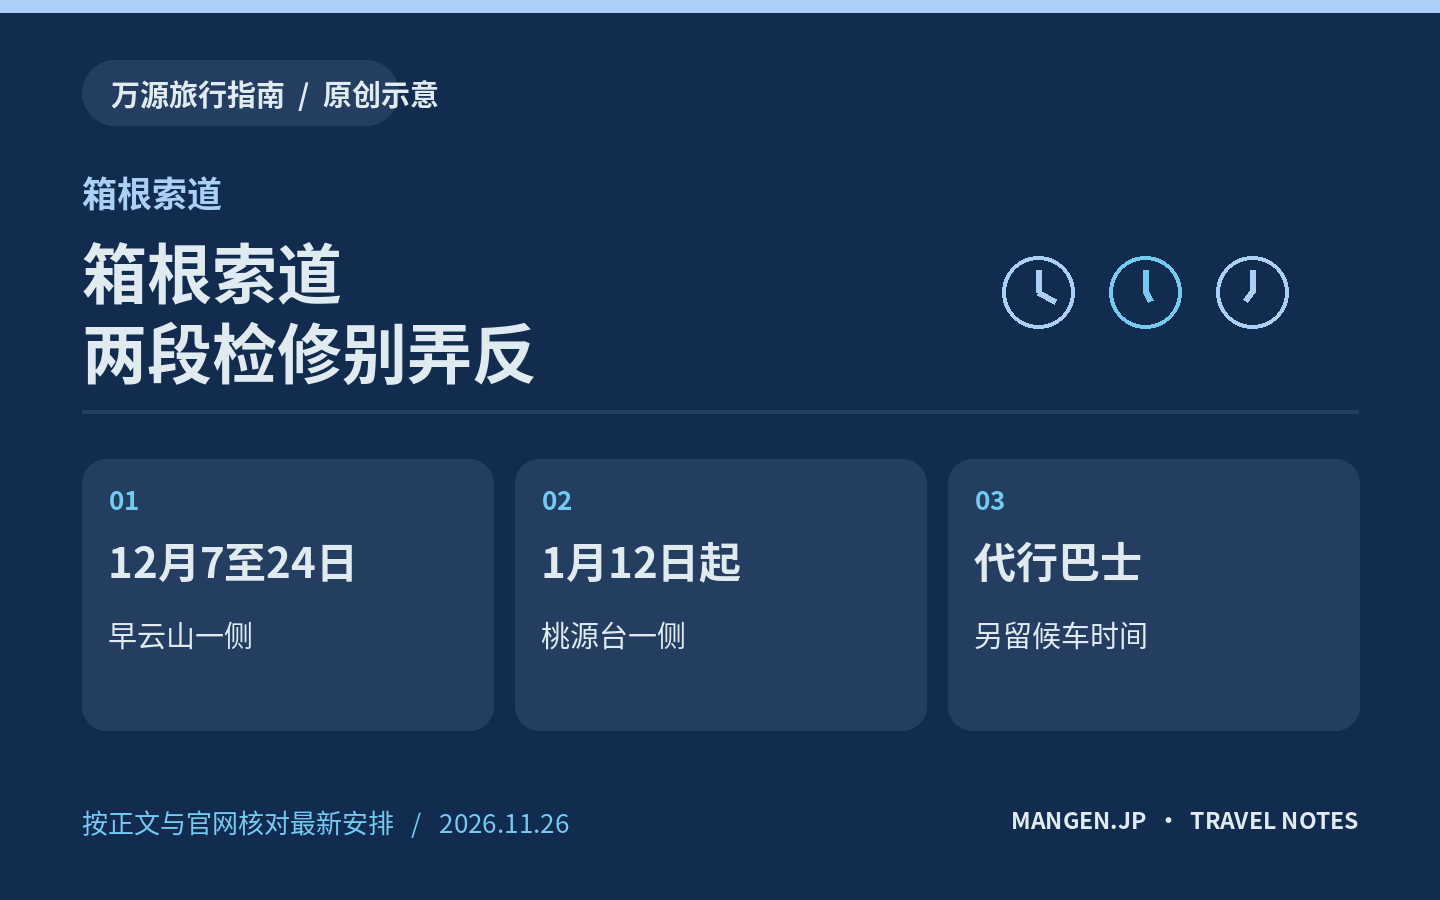 万源旅行指南 / 原创示意
箱根索道
箱根索道
两段检修别弄反
01
12月7至24日
早云山一侧
02
1月12日起
桃源台一侧
03
代行巴士
另留候车时间
按正文与官网核对最新安排 / 2026.11.26
MANGEN.JP • TRAVEL NOTES